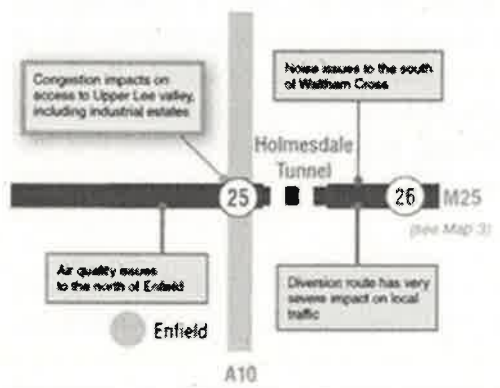 Congestion impacts on
access to Upper Lee valley,
including industrial estates
Noise issues to the south
of Waltham Cross
Holmesdale
Tunnel
25
26
M25
(see Map 3)
Air quality issues
to the north of Enfield
Diversion route has very
severe impact on local
traffic
Enfield
A10